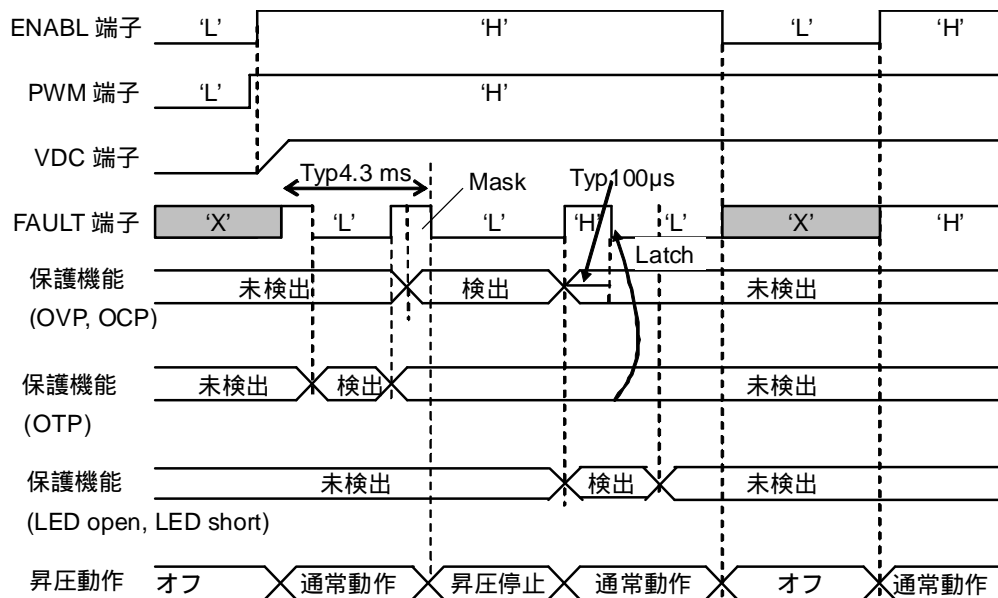 ENABL 端子 'L' 'H' 'L' 'H'
PWM 端子 'L' 'H'
VDC 端子
Typ4.3 ms Mask Typ100μs
FAULT 端子 'X' 'L' 'L' 'H' 'L' 'X' 'H'
Latch
保護機能 未検出 検出 未検出
(OVP, OCP)
保護機能 未検出 検出 未検出
(OTP)
保護機能 未検出 検出 未検出
(LED open, LED short)
昇圧動作 オフ 通常動作 昇圧停止 通常動作 オフ 通常動作